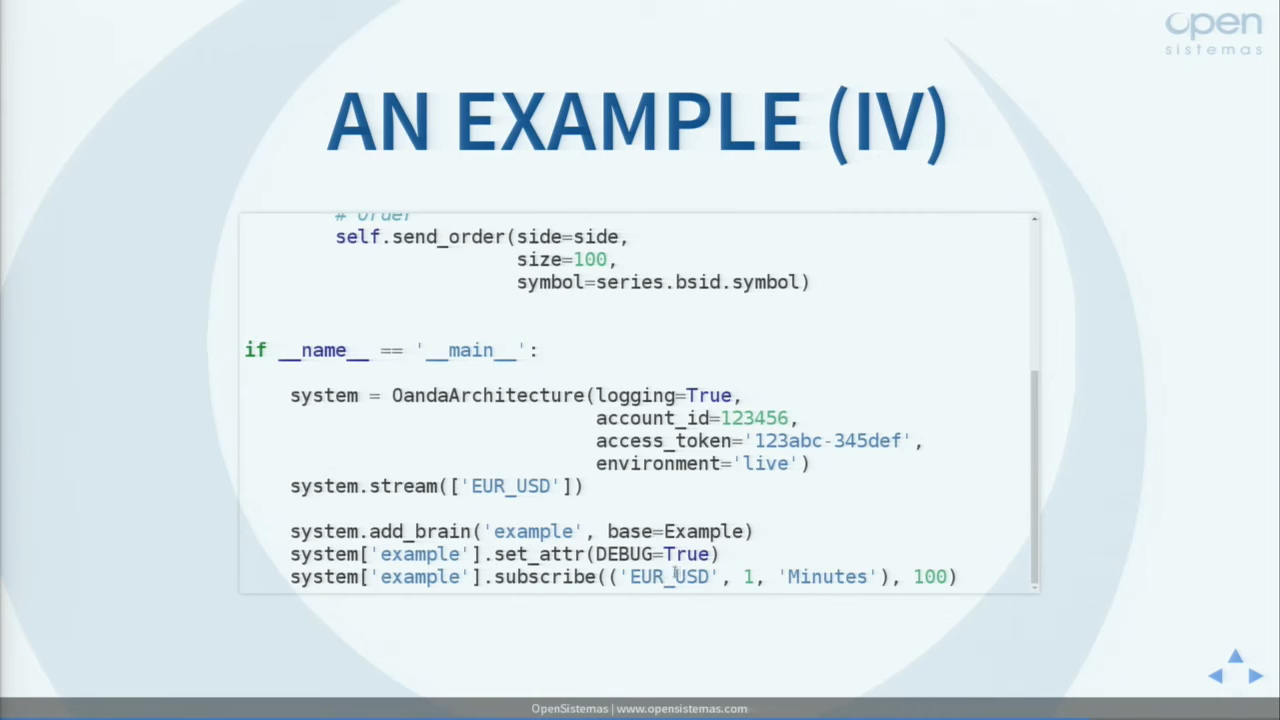 open
sistemas
AN EXAMPLE (IV)
# Order
self.send_order(side=side,
size=100,
symbol=series.bsid.symbol)
if __name__ == '__main__':
system = OandaArchitecture(logging=True,
account_id=123456,
access_token='123abc-345def',
environment='live')
system.stream(['EUR_USD'])
system.add_brain('example', base=Example)
system['example'].set_attr(DEBUG=True)
system['example'].subscribe(('EUR_USD', 1, 'Minutes'), 100)
OpenSistemas | www.opensistemas.com